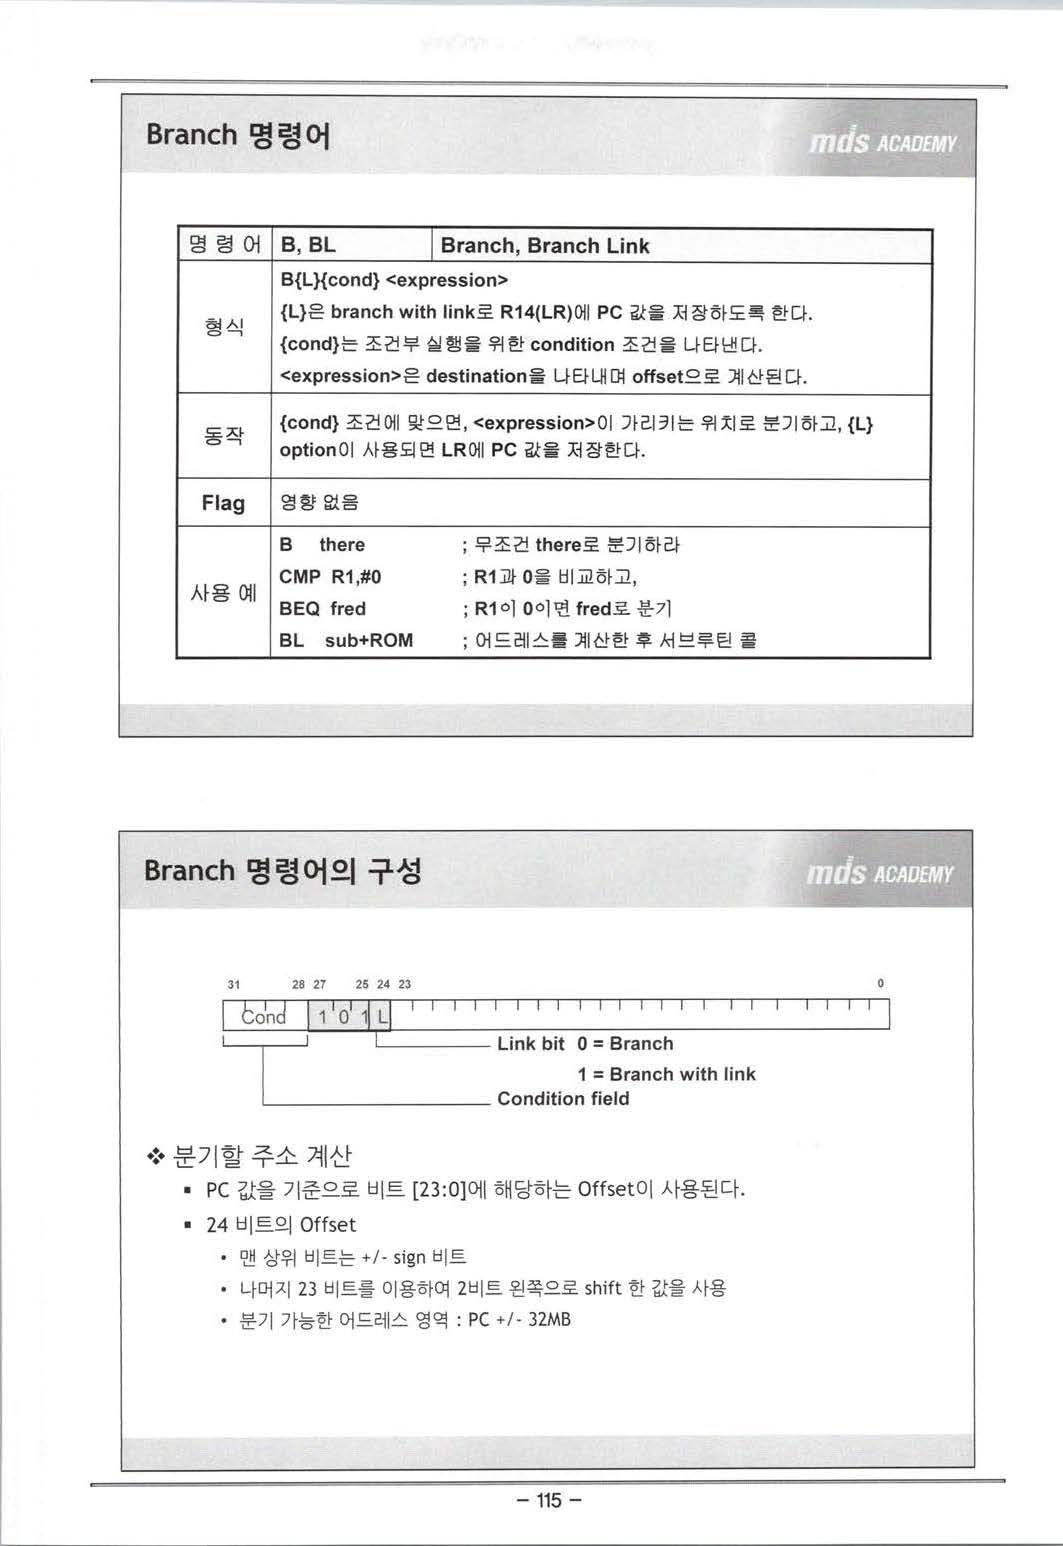 Branch 명령어
mds ACADEMY
명 령 어 B, BL Branch, Branch Link
형식
B{L}{cond} <expression>
{L}은 branch with link로 R14(LR)에 PC 값을 저장하도록 한다.
{cond}는 조건부 실행을 위한 condition 조건을 나타낸다.
<expression>은 destination을 나타내며 offset으로 계산된다.
동작
{cond} 조건에 맞으면, <expression>이 가리키는 위치로 분기하고, {L}
option이 사용되면 LR에 PC 값을 저장한다.
Flag 영향 없음
사용 예
B there ; 무조건 there로 분기하라
CMP R1,#0 ; R1과 0을 비교하고,
BEQ fred ; R1이 0이면 fred로 분기
BL sub+ROM ; 어드레스를 계산한 후 서브루틴 콜
Branch 명령어의 구성
mds ACADEMY
31 28 27 25 24 23 0
Cond 1 0 1 L
Link bit 0 = Branch
1 = Branch with link
Condition field
❖ 분기할 주소 계산
▪ PC 값을 기준으로 비트 [23:0]에 해당하는 Offset이 사용된다.
▪ 24 비트의 Offset
• 맨 상위 비트는 +/- sign 비트
• 나머지 23 비트를 이용하여 2비트 왼쪽으로 shift 한 값을 사용
• 분기 가능한 어드레스 영역 : PC +/- 32MB
– 115 –